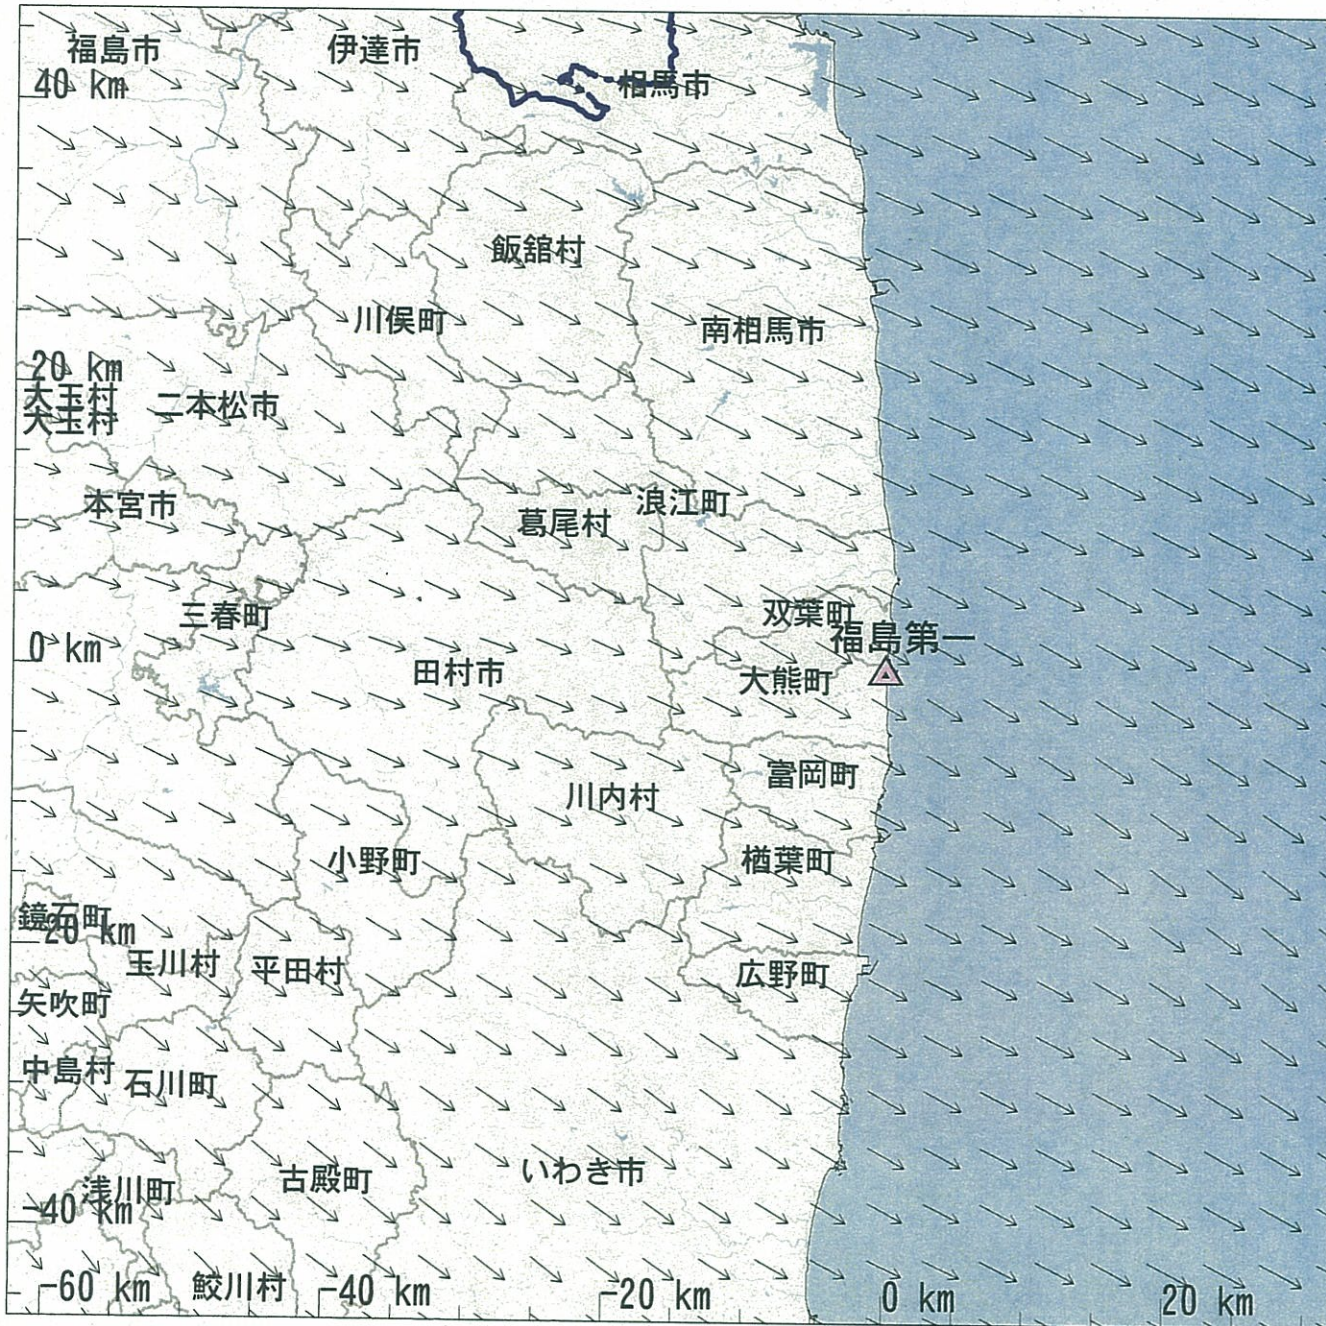 福島市
伊達市
相馬市
40 km
飯舘村
川俣町
南相馬市
20 km
大玉村
二本松市
大玉村
本宮市
浪江町
葛尾村
三春町
双葉町
福島第一
0 km
田村市
大熊町
富岡町
川内村
小野町
楢葉町
鏡石町
-20 km
玉川村
平田村
広野町
矢吹町
中島村
石川町
いわき市
古殿町
浅川町
-40 km
-60 km
鮫川村
-40 km
-20 km
0 km
20 km